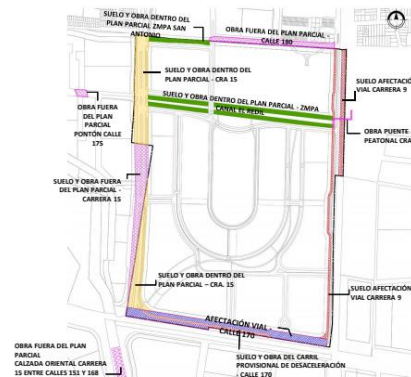 SUELO Y OBRA DENTRO DEL
PLAN PARCIAL ZMPA SAN
ANTONIO
OBRA FUERA DEL PLAN PARCIAL -
CALLE 180
SUELO Y OBRA DENTRO DEL
PLAN PARCIAL - CRA 15
SUELO AFECTACIÓN
VIAL CARRERA 9
SUELO Y OBRA DENTRO DEL PLAN PARCIAL - ZMPA
CANAL EL REDIL
OBRA FUERA
DEL PLAN
PARCIAL
PONTÓN CALLE
175
OBRA PUENTE
PEATONAL CRA
SUELO Y OBRA FUERA
DEL PLAN PARCIAL -
CARRERA 15
SUELO Y OBRA DENTRO DEL
PLAN PARCIAL – CRA. 15
SUELO AFECTACIÓN
VIAL CARRERA 9
AFECTACIÓN VIAL -
CALLE 170
OBRA FUERA DEL PLAN
PARCIAL
CALZADA ORIENTAL CARRERA
15 ENTRE CALLES 151 Y 168
SUELO Y OBRA DEL CARRIL
PROVISIONAL DE DESACELERACIÓN
- CALLE 170